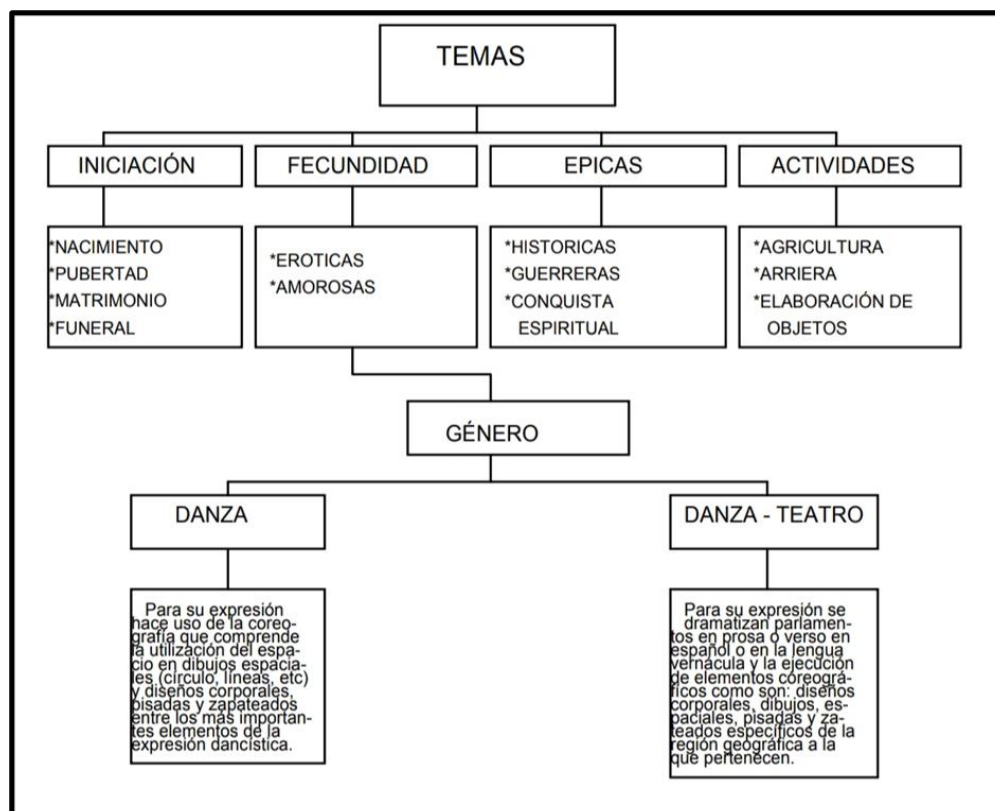 TEMAS
INICIACIÓN
FECUNDIDAD
EPICAS
ACTIVIDADES
*NACIMIENTO
*PUBERTAD
*MATRIMONIO
*FUNERAL
*EROTICAS
*AMOROSAS
*HISTORICAS
*GUERRERAS
*CONQUISTA
ESPIRITUAL
*AGRICULTURA
*ARRIERA
*ELABORACIÓN DE
OBJETOS
GÉNERO
DANZA
DANZA - TEATRO
Para su expresión
hace uso de la coreo-
grafía que comprende
la utilización del espa-
cio en dibujos espacia-
les (círculo, líneas, etc)
y diseños corporales,
pisadas y zapateados
entre los más importan-
tes elementos de la
expresión dancística.
Para su expresión se
dramatizan parlamen-
tos en prosa o verso en
español o en la lengua
vernácula y la ejecución
de elementos coreográ-
ficos como son: diseños
corporales, dibujos, es-
paciales, pisadas y za-
teados específicos de la
región geográfica a la
que pertenecen.